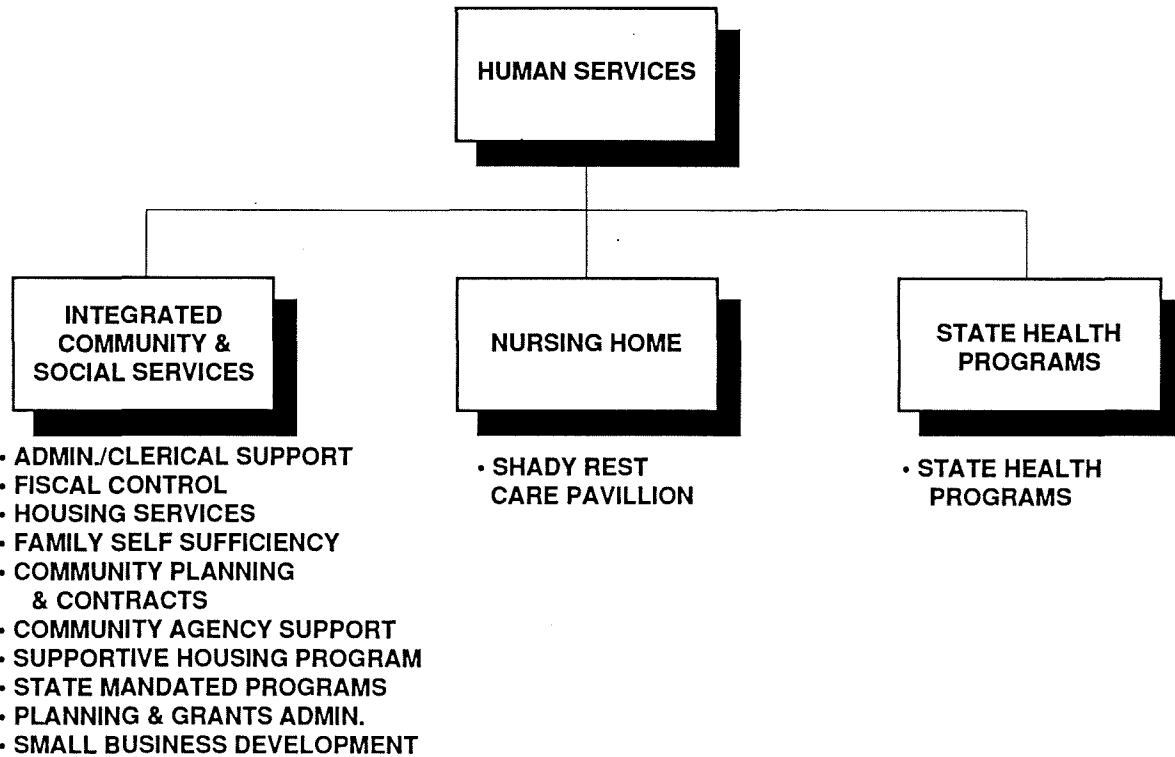 HUMAN SERVICES
INTEGRATED
COMMUNITY &
SOCIAL SERVICES
• ADMIN./CLERICAL SUPPORT
• FISCAL CONTROL
• HOUSING SERVICES
• FAMILY SELF SUFFICIENCY
• COMMUNITY PLANNING
& CONTRACTS
• COMMUNITY AGENCY SUPPORT
• SUPPORTIVE HOUSING PROGRAM
• STATE MANDATED PROGRAMS
• PLANNING & GRANTS ADMIN.
• SMALL BUSINESS DEVELOPMENT
NURSING HOME
• SHADY REST
CARE PAVILLION
STATE HEALTH
PROGRAMS
• STATE HEALTH
PROGRAMS